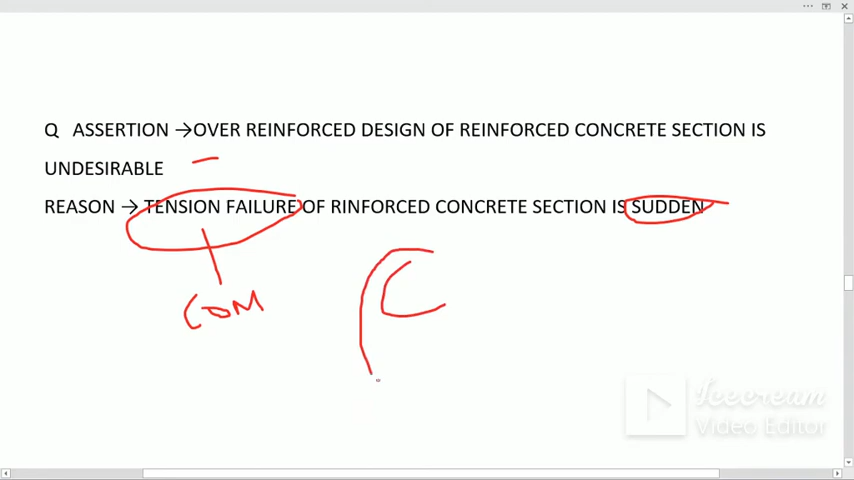 Q ASSERTION →OVER REINFORCED DESIGN OF REINFORCED CONCRETE SECTION IS
UNDESIRABLE
REASON → TENSION FAILURE OF RINFORCED CONCRETE SECTION IS SUDDEN
COM
C
Icecream
Video Editor